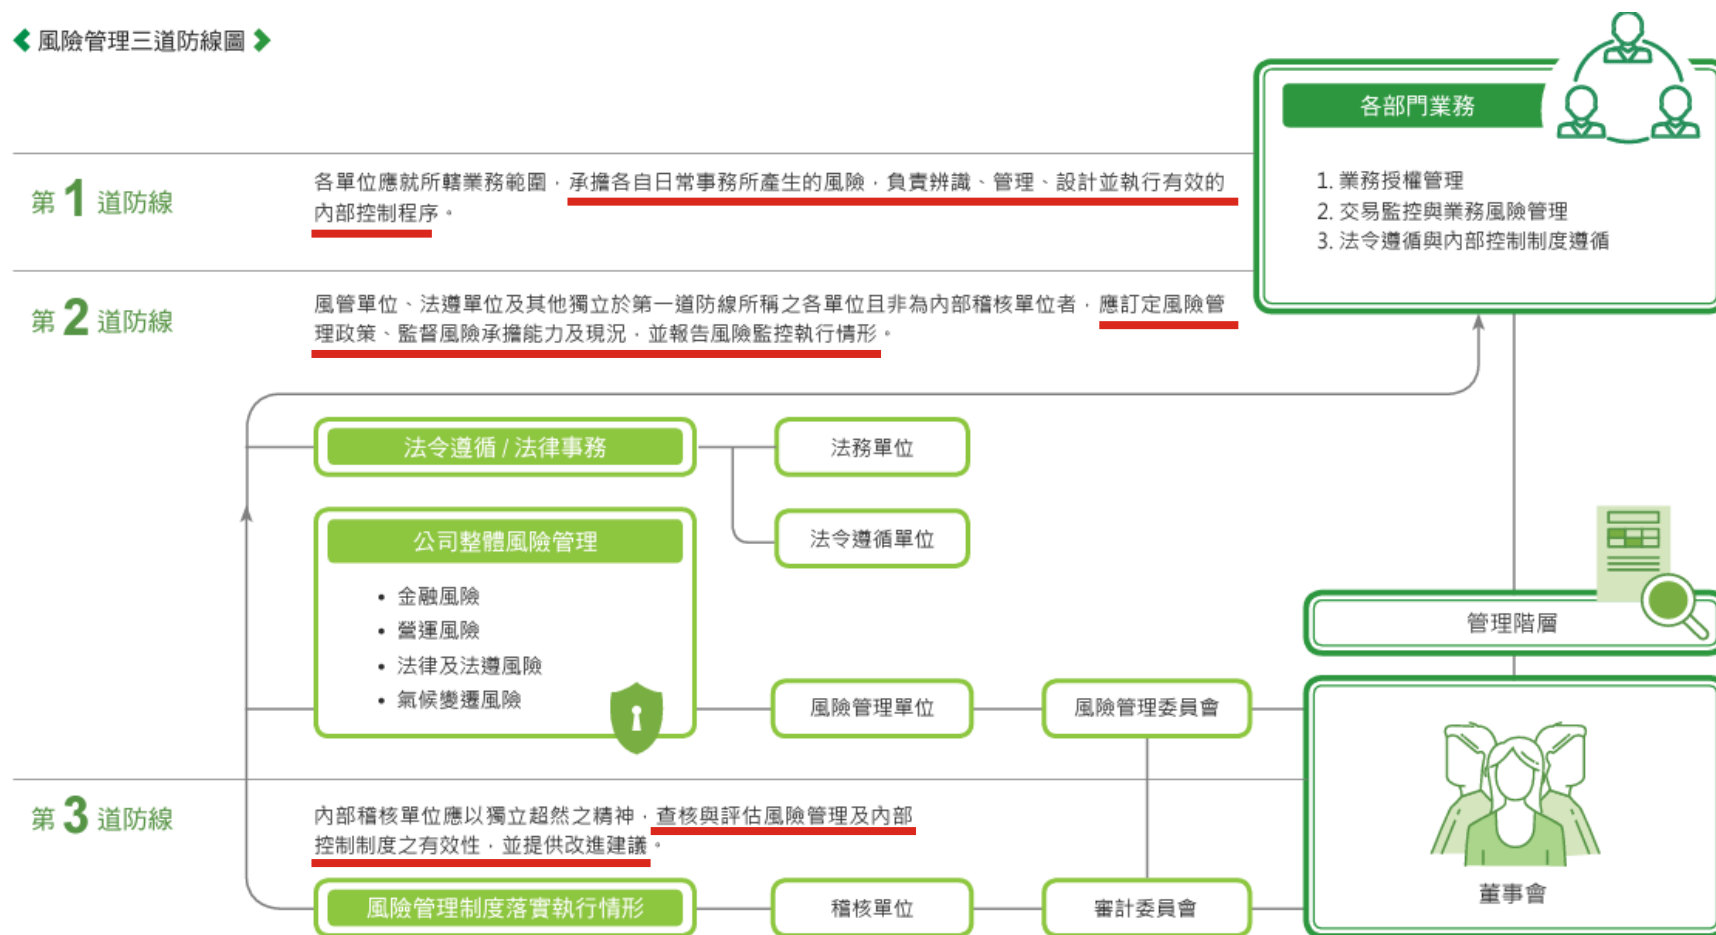 風險管理三道防線圖
各部門業務
1. 業務授權管理
2. 交易監控與業務風險管理
3. 法令遵循與內部控制制度遵循
第 1 道防線
各單位應就所轄業務範圍，承擔各自日常事務所產生的風險，負責辨識、管理、設計並執行有效的
內部控制程序。
第 2 道防線
風管單位、法遵單位及其他獨立於第一道防線所稱之各單位且非為內部稽核單位者，應訂定風險管
理政策、監督風險承擔能力及現況，並報告風險監控執行情形。
法令遵循 / 法律事務
法務單位
法令遵循單位
公司整體風險管理
• 金融風險
• 營運風險
• 法律及法遵風險
• 氣候變遷風險
風險管理單位
風險管理委員會
管理階層
董事會
第 3 道防線
內部稽核單位應以獨立超然之精神，查核與評估風險管理及內部
控制制度之有效性，並提供改進建議。
風險管理制度落實執行情形
稽核單位
審計委員會